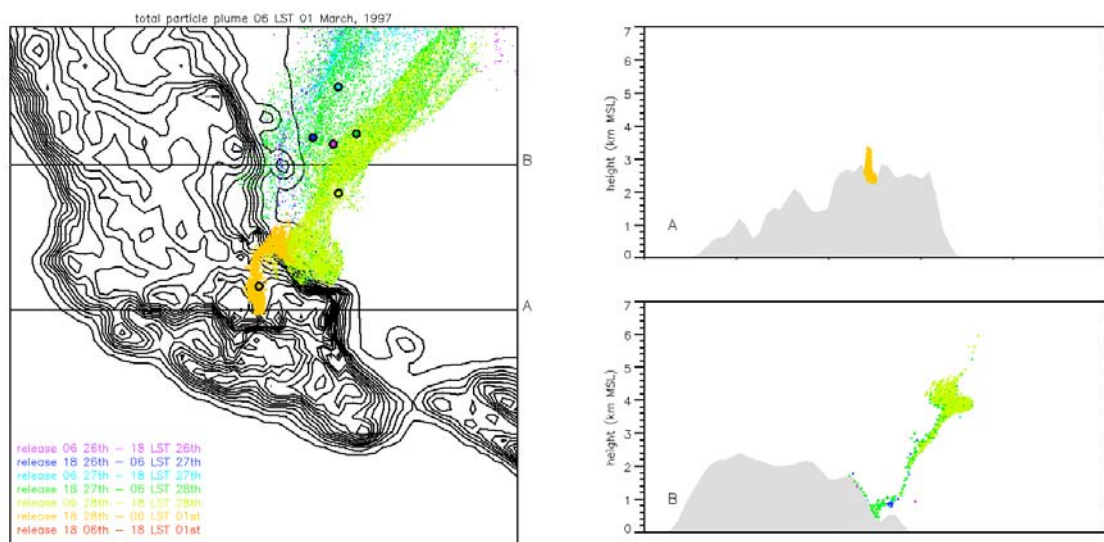 total particle plume 06 LST 01 March, 1997
B
A
release 06 26th – 18 LST 26th
release 18 26th – 06 LST 27th
release 06 27th – 18 LST 27th
release 18 27th – 06 LST 28th
release 06 28th – 18 LST 28th
release 18 28th – 06 LST 01st
release 18 06th – 18 LST 01st
height (km MSL)
7
6
5
4
3
2
1
0
A
height (km MSL)
7
6
5
4
3
2
1
0
B